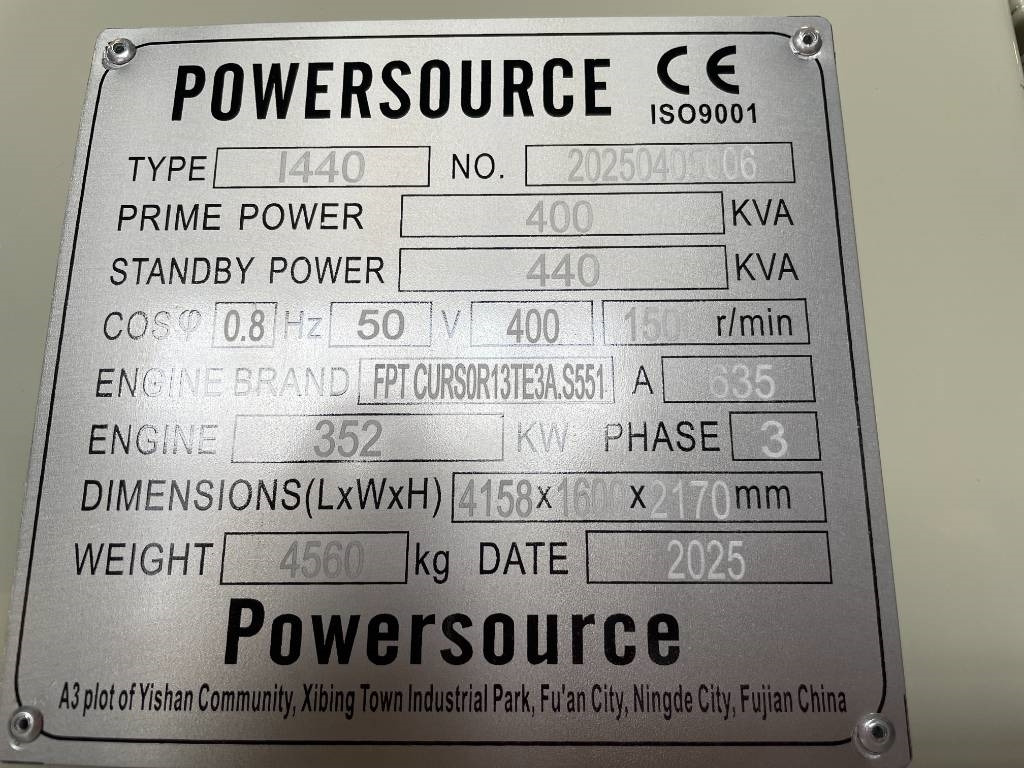 POWERSOURCE CE
ISO9001
TYPE I440 NO.
PRIME POWER 400 KVA
STANDBY POWER 440 KVA
COSφ 0.8 Hz 50 V 400 r/min
ENGINE BRAND FPT CURSOR13TE3A.S551 A 635
ENGINE 352 KW PHASE 3
DIMENSIONS(LxWxH) 4158x1600x2170mm
WEIGHT 4560 kg DATE 2025
Powersource
A3 plot of Yishan Community, Xibing Town Industrial Park, Fu'an City, Ningde City, Fujian China